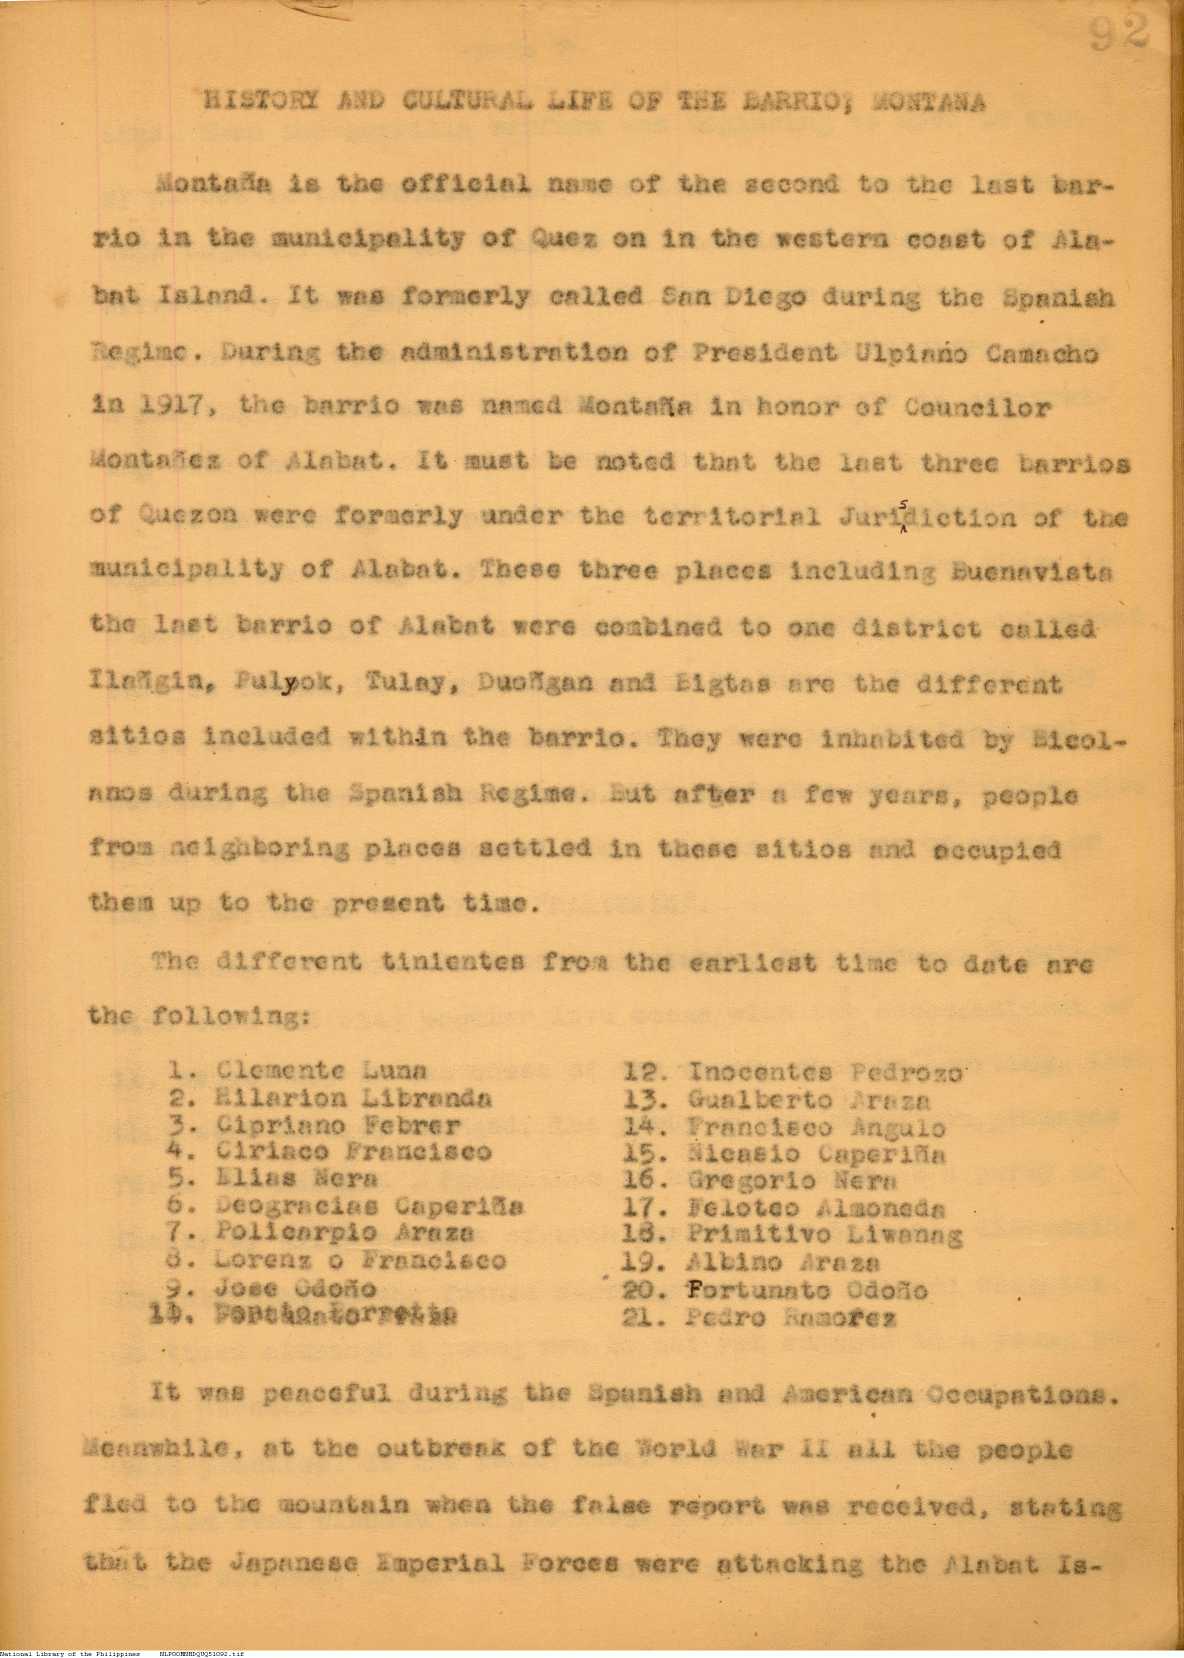 92
HISTORY AND CULTURAL LIFE OF THE BARRIO, MONTANA
Montaña is the official name of the second to the last bar-
rio in the municipality of Quez on in the western coast of Ala-
bat Island. It was formerly called San Diego during the Spanish
Regime. During the administration of President Ulpiano Camacho
in 1917, the barrio was named Montaña in honor of Councilor
Montañez of Alabat. It must be noted that the last three barrios
of Quezon were formerly under the territorial Jurisdiction of the
municipality of Alabat. These three places including Buenavista
the last barrio of Alabat were combined to one district called
Ilañgin, Pulyok, Tulay, Duoñgan and Bigtas are the different
sitios included within the barrio. They were inhabited by Bicol-
anos during the Spanish Regime. But after a few years, people
from neighboring places settled in these sitios and occupied
them up to the present time.
The different tinientes from the earliest time to date are
the following:
1. Clemente Luna
2. Hilarion Libranda
3. Cipriano Febrer
4. Ciriaco Francisco
5. Elias Nera
6. Deogracias Caperiña
7. Policarpio Araza
8. Lorenz o Francisco
9. Jose Odoño
12. Inocentes Pedrozo
13. Gualberto Araza
14. Francisco Angulo
15. Nicasio Caperiña
16. Gregorio Nera
17. Feloteo Almoneda
18. Primitivo Liwanag
19. Albino Araza
20. Fortunato Odoño
21. Pedro Ramorez
It was peaceful during the Spanish and American Occupations.
Meanwhile, at the outbreak of the World War II all the people
fled to the mountain when the false report was received, stating
that the Japanese Imperial Forces were attacking the Alabat Is-
National Library of the Philippines